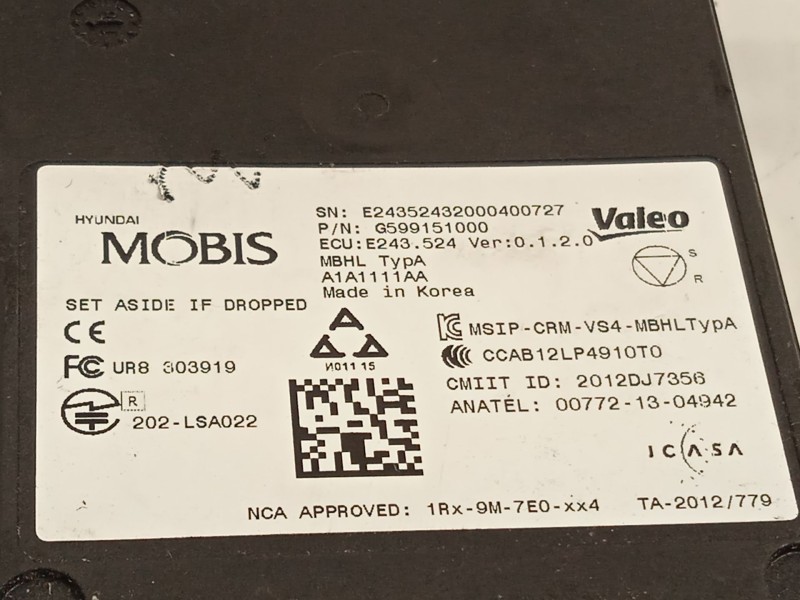 HYUNDAI
MOBIS
SN: E24352432000400727
P/N: G599151000
ECU:E243.524 Ver:0.1.2.0
MBHL TypA
A1A1111AA
Made in Korea
Valeo
S
R
SET ASIDE IF DROPPED
CE
FC UR8 303919
R
202-LSA022
A
N011 15
MSIP-CRM-VS4-MBHLTypA
CCAB12LP4910T0
CMIIT ID: 2012DJ7356
ANATÉL: 00772-13-04942
ICASA
NCA APPROVED: 1Rx-9M-7E0-xx4
TA-2012/779